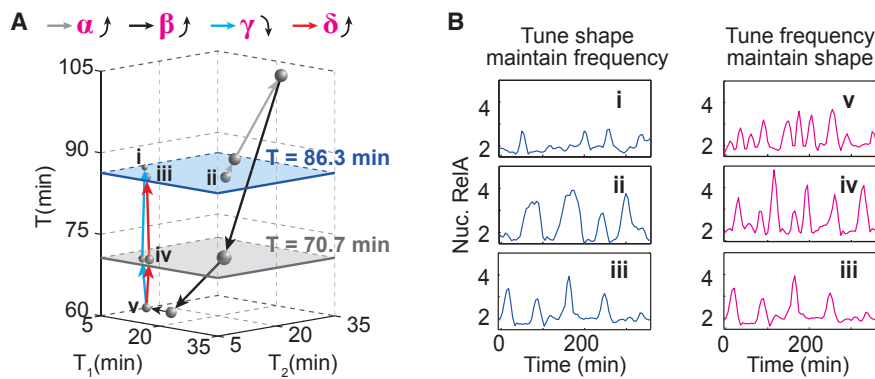 A
α β γ δ
105
90
75
60
T(min)
i
iii
ii
T = 86.3 min
iv
T = 70.7 min
v
5
20
35
T₁(min)
5
20
35
T₂(min)
B
Tune shape
maintain frequency
Tune frequency
maintain shape
Nuc. RelA
4
2
i
4
2
v
4
2
ii
4
2
iv
4
2
iii
4
2
iii
0 200
Time (min)
0 200
Time (min)